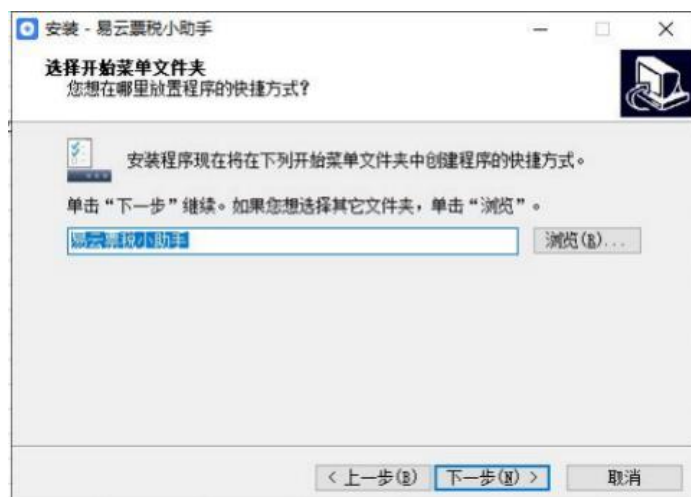 安装 - 易云票税小助手
选择开始菜单文件夹
您想在哪里放置程序的快捷方式?
安装程序现在将在下列开始菜单文件夹中创建程序的快捷方式。
单击“下一步”继续。如果您想选择其它文件夹，单击“浏览”。
易云票税小助手
浏览(R)...
< 上一步(B)
下一步(N) >
取消